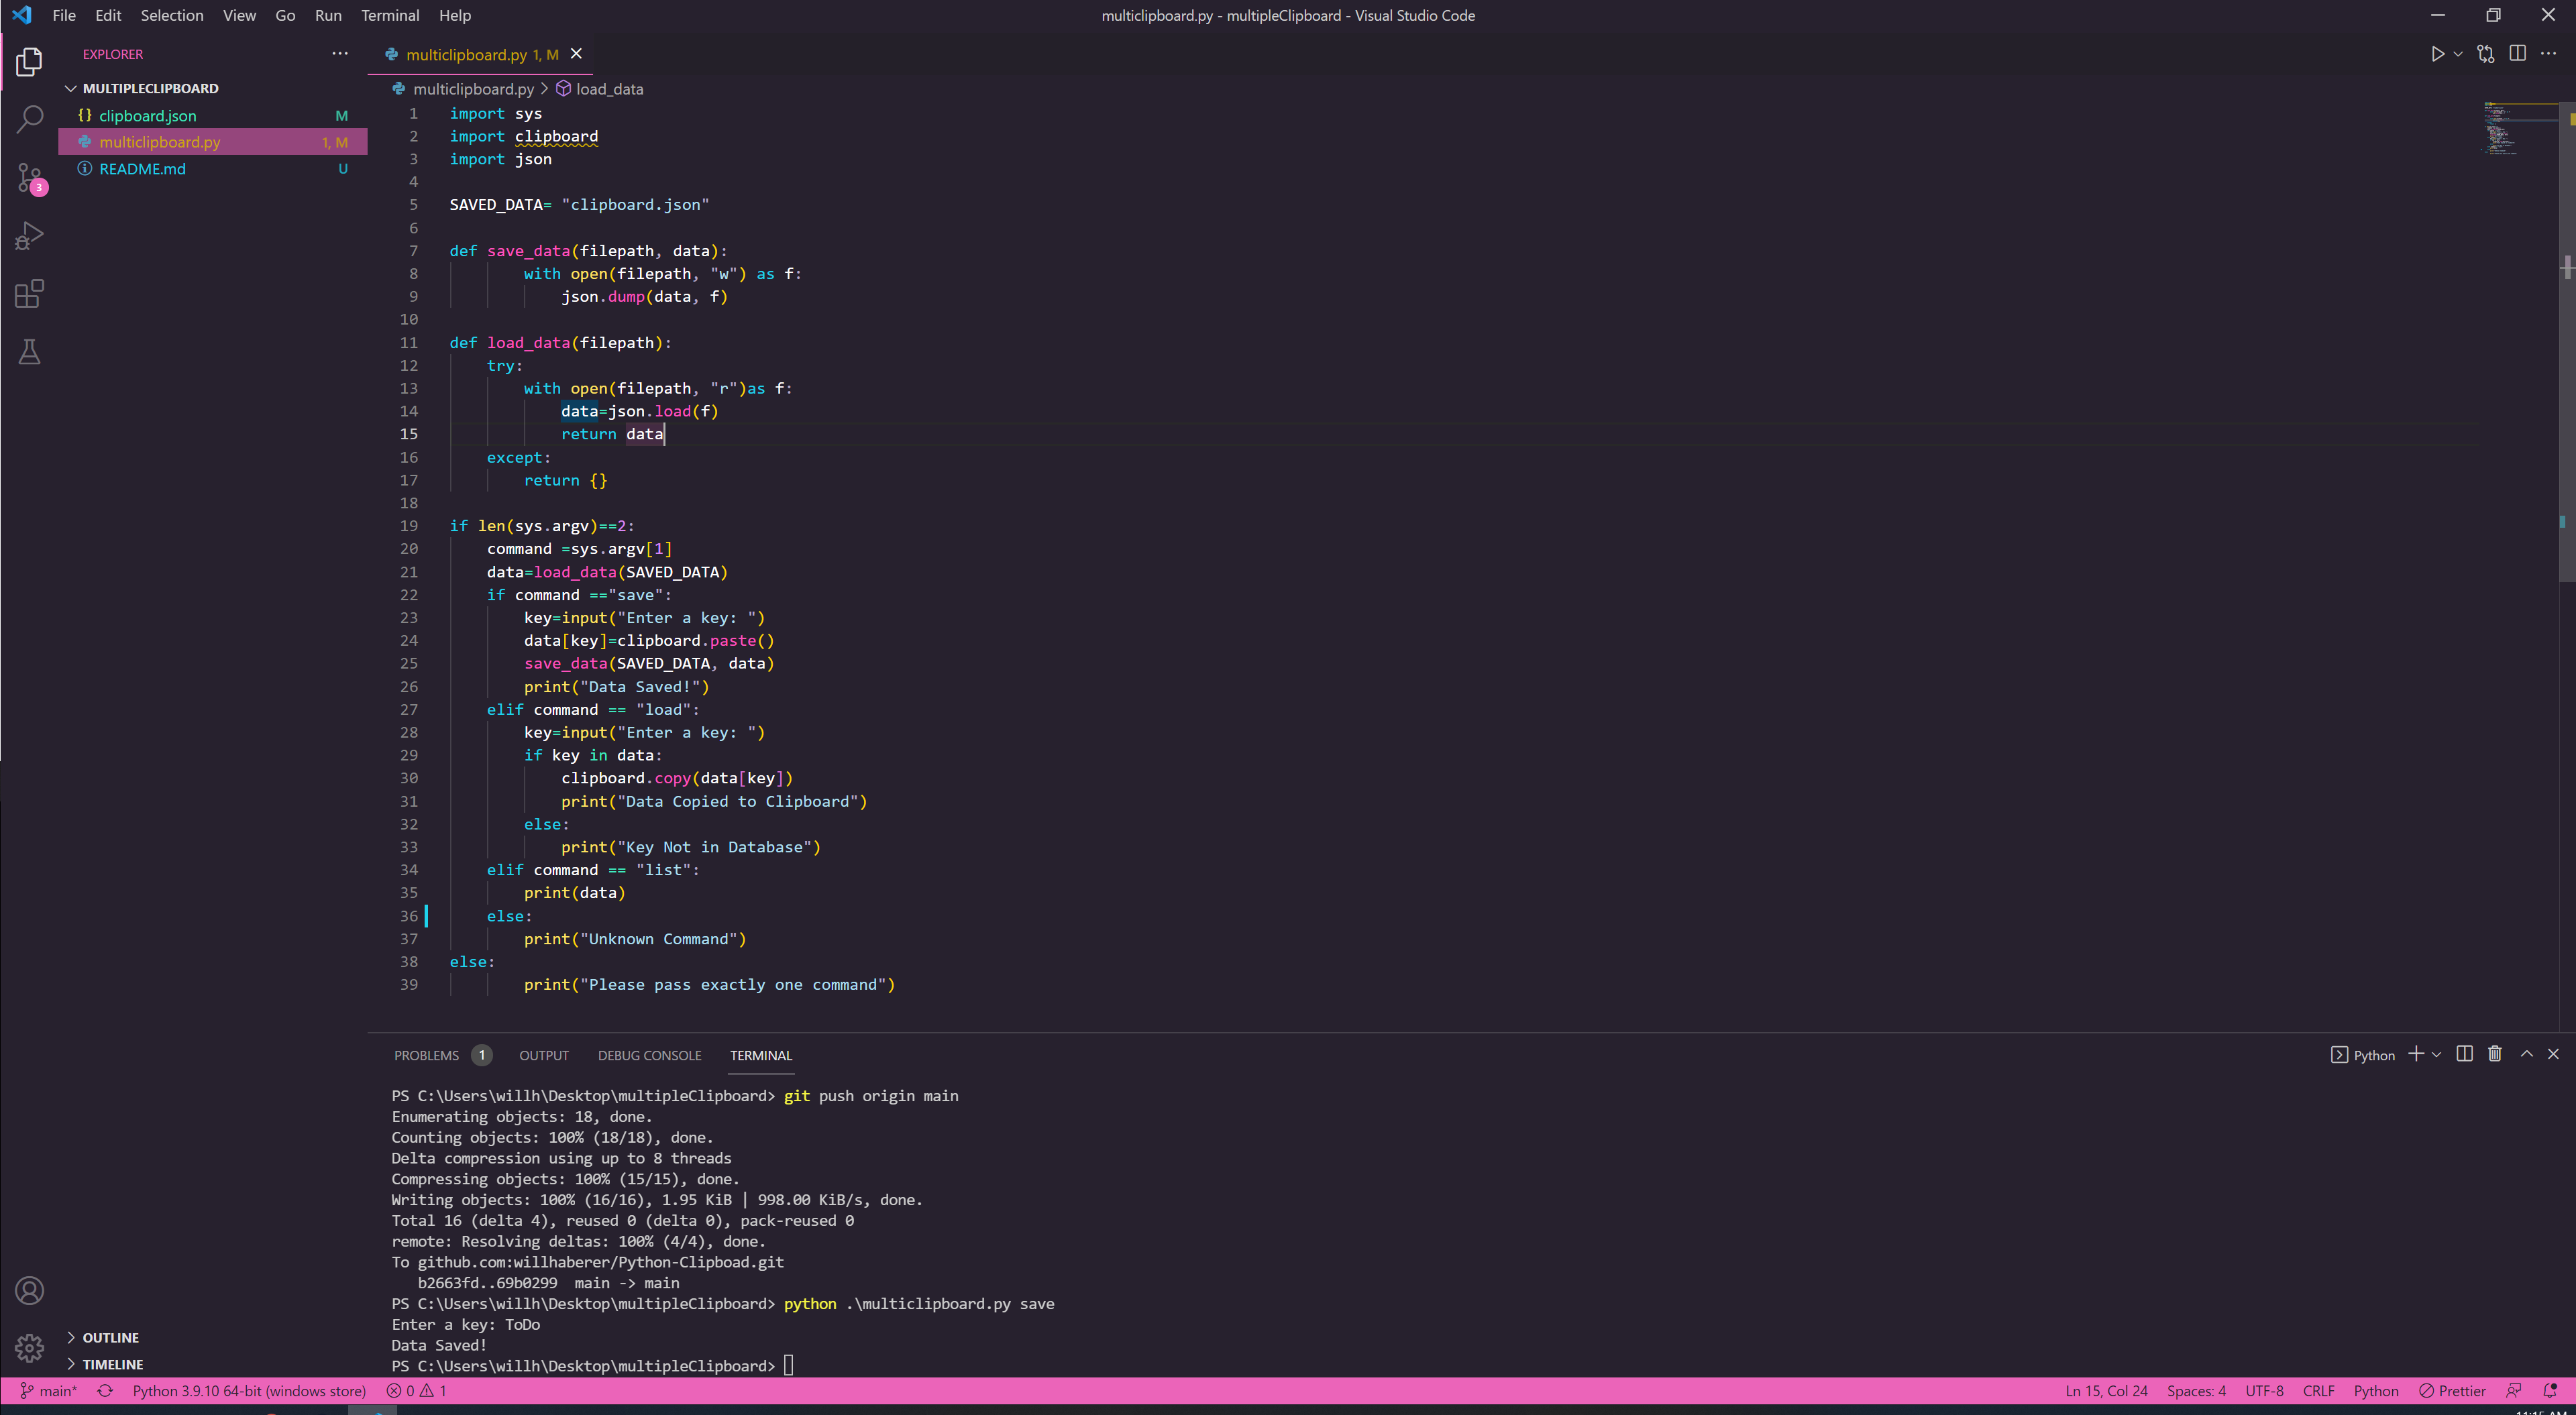 File Edit Selection View Go Run Terminal Help
multiclipboard.py - multipleClipboard - Visual Studio Code
EXPLORER
MULTIPLECLIPBOARD
{} clipboard.json M
multiclipboard.py 1, M
README.md U
3
multiclipboard.py 1, M
multiclipboard.py > load_data
1 import sys
2 import clipboard
3 import json
4
5 SAVED_DATA= "clipboard.json"
6
7 def save_data(filepath, data):
8         with open(filepath, "w") as f:
9             json.dump(data, f)
10
11 def load_data(filepath):
12     try:
13         with open(filepath, "r")as f:
14             data=json.load(f)
15             return data
16     except:
17         return {}
18
19 if len(sys.argv)==2:
20     command =sys.argv[1]
21     data=load_data(SAVED_DATA)
22     if command =="save":
23         key=input("Enter a key: ")
24         data[key]=clipboard.paste()
25         save_data(SAVED_DATA, data)
26         print("Data Saved!")
27     elif command == "load":
28         key=input("Enter a key: ")
29         if key in data:
30             clipboard.copy(data[key])
31             print("Data Copied to Clipboard")
32         else:
33             print("Key Not in Database")
34     elif command == "list":
35         print(data)
36     else:
37         print("Unknown Command")
38 else:
39         print("Please pass exactly one command")
PROBLEMS 1 OUTPUT DEBUG CONSOLE TERMINAL
Python
PS C:\Users\willh\Desktop\multipleClipboard> git push origin main
Enumerating objects: 18, done.
Counting objects: 100% (18/18), done.
Delta compression using up to 8 threads
Compressing objects: 100% (15/15), done.
Writing objects: 100% (16/16), 1.95 KiB | 998.00 KiB/s, done.
Total 16 (delta 4), reused 0 (delta 0), pack-reused 0
remote: Resolving deltas: 100% (4/4), done.
To github.com:willhaberer/Python-Clipboad.git
   b2663fd..69b0299  main -> main
PS C:\Users\willh\Desktop\multipleClipboard> python .\multiclipboard.py save
Enter a key: ToDo
Data Saved!
PS C:\Users\willh\Desktop\multipleClipboard>
OUTLINE
TIMELINE
main* Python 3.9.10 64-bit (windows store) 0 1
Ln 15, Col 24 Spaces: 4 UTF-8 CRLF Python Prettier